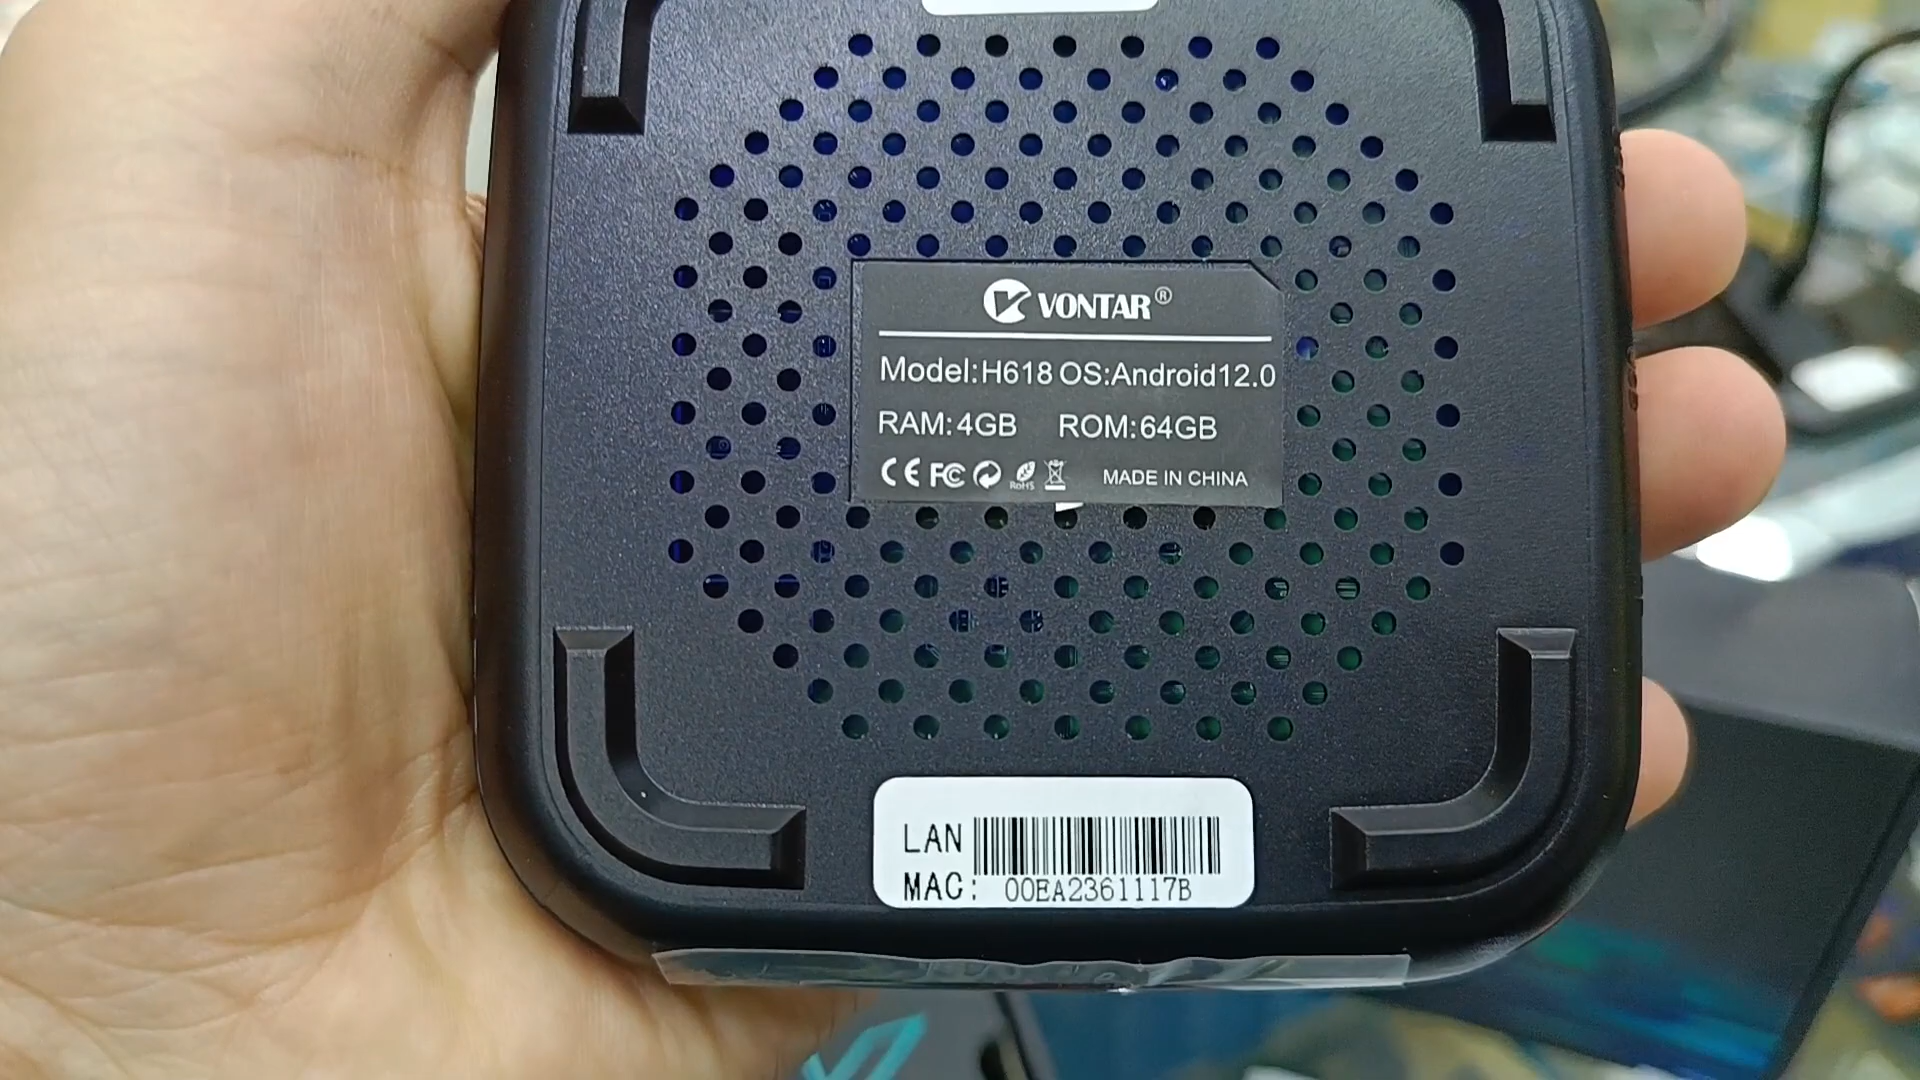 VONTAR®
Model:H618 OS:Android12.0
RAM:4GB ROM:64GB
CE FC RoHS MADE IN CHINA
LAN
MAC: 00EA2361117B